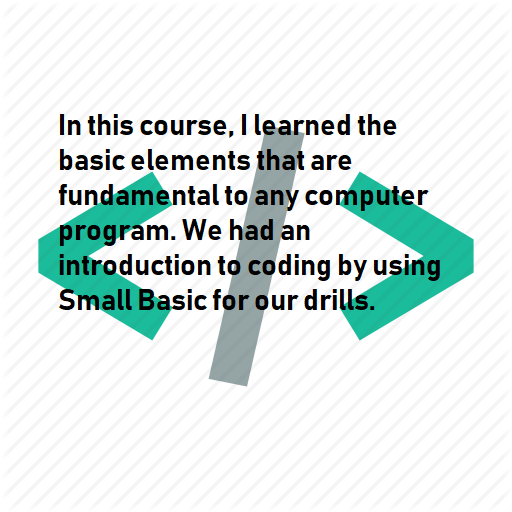 In this course, I learned the
basic elements that are
fundamental to any computer
program. We had an
introduction to coding by using
Small Basic for our drills.